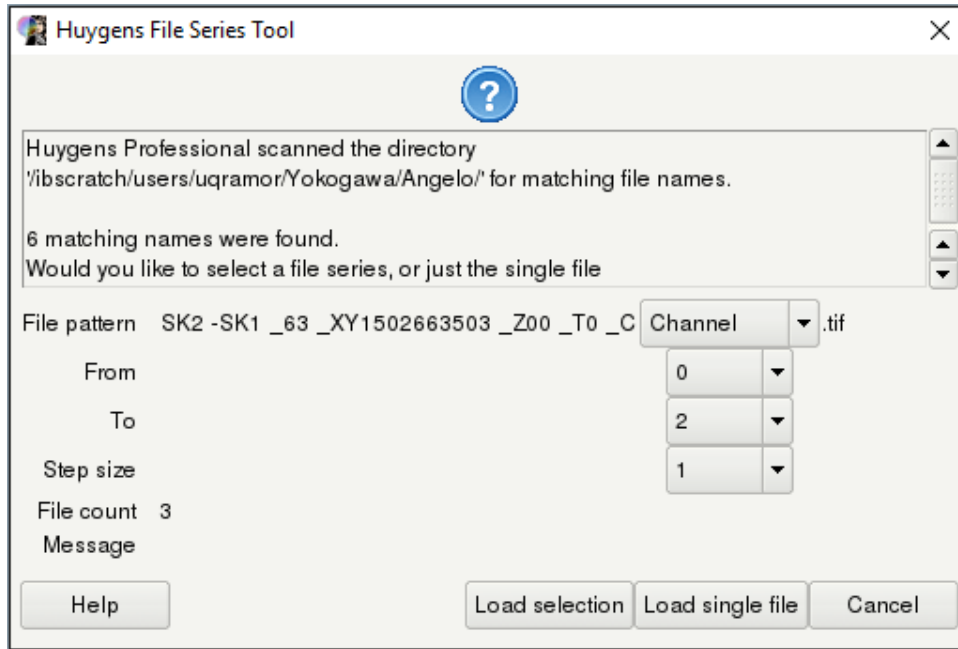 Huygens File Series Tool
?
Huygens Professional scanned the directory
'/ibscratch/users/uqramor/Yokogawa/Angelo/' for matching file names.
6 matching names were found.
Would you like to select a file series, or just the single file
File pattern SK2 -SK1 _63 _XY1502663503 _Z00 _T0 _C Channel .tif
From 0
To 2
Step size 1
File count 3
Message
Help Load selection Load single file Cancel